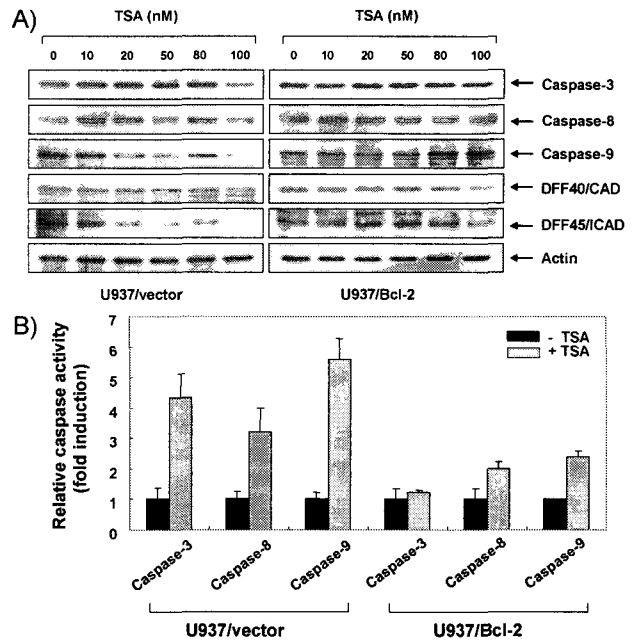 A)
TSA (nM) TSA (nM)
0 10 20 50 80 100 0 10 20 50 80 100
Caspase-3
Caspase-8
Caspase-9
DFF40/CAD
DFF45/ICAD
Actin
U937/vector U937/Bcl-2
B)
Relative caspase activity
(fold induction)
7
6
5
4
3
2
1
0
- TSA
+ TSA
Caspase-3 Caspase-8 Caspase-9 Caspase-3 Caspase-8 Caspase-9
U937/vector U937/Bcl-2